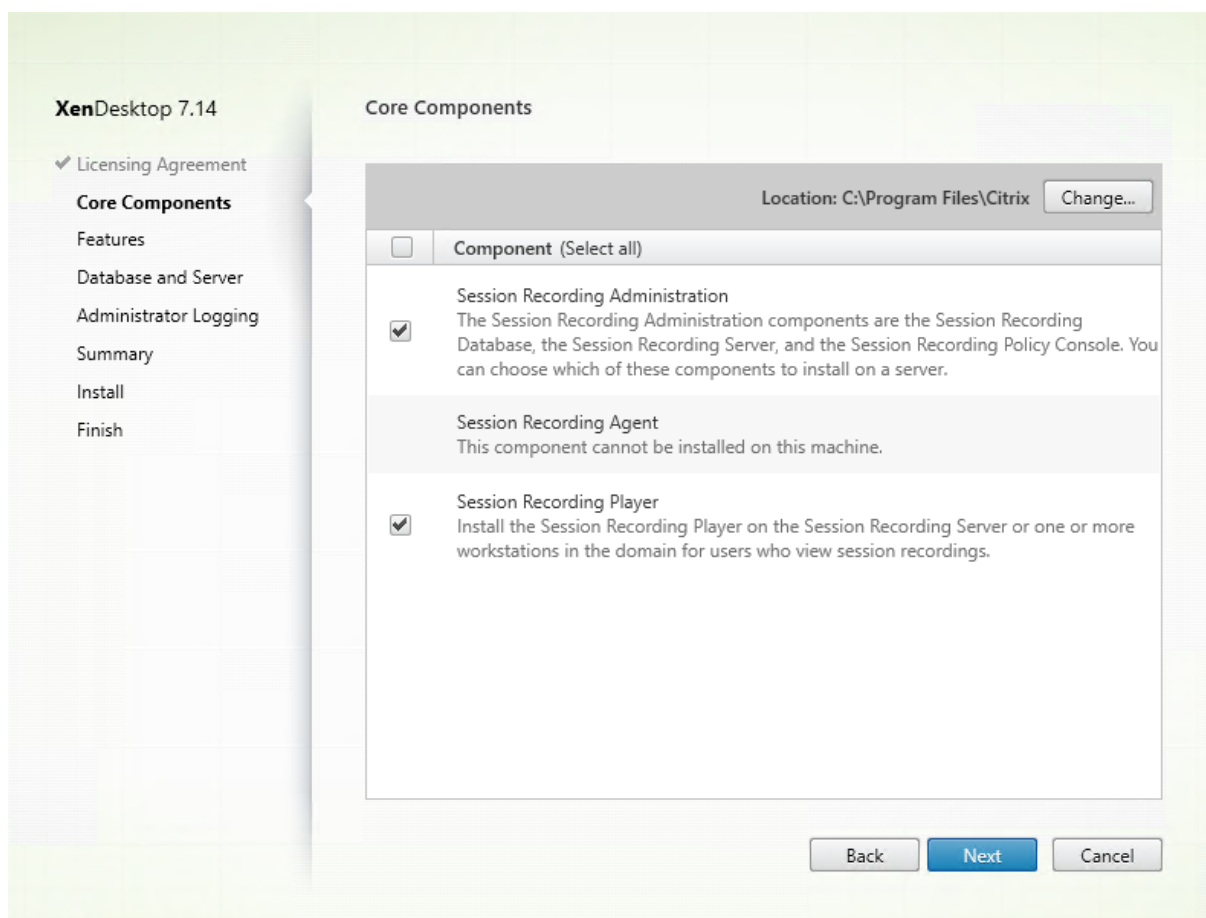 XenDesktop 7.14
Licensing Agreement
Core Components
Features
Database and Server
Administrator Logging
Summary
Install
Finish
Core Components
Location: C:\Program Files\Citrix Change...
Component (Select all)
Session Recording Administration
The Session Recording Administration components are the Session Recording
Database, the Session Recording Server, and the Session Recording Policy Console. You
can choose which of these components to install on a server.
Session Recording Agent
This component cannot be installed on this machine.
Session Recording Player
Install the Session Recording Player on the Session Recording Server or one or more
workstations in the domain for users who view session recordings.
Back Next Cancel